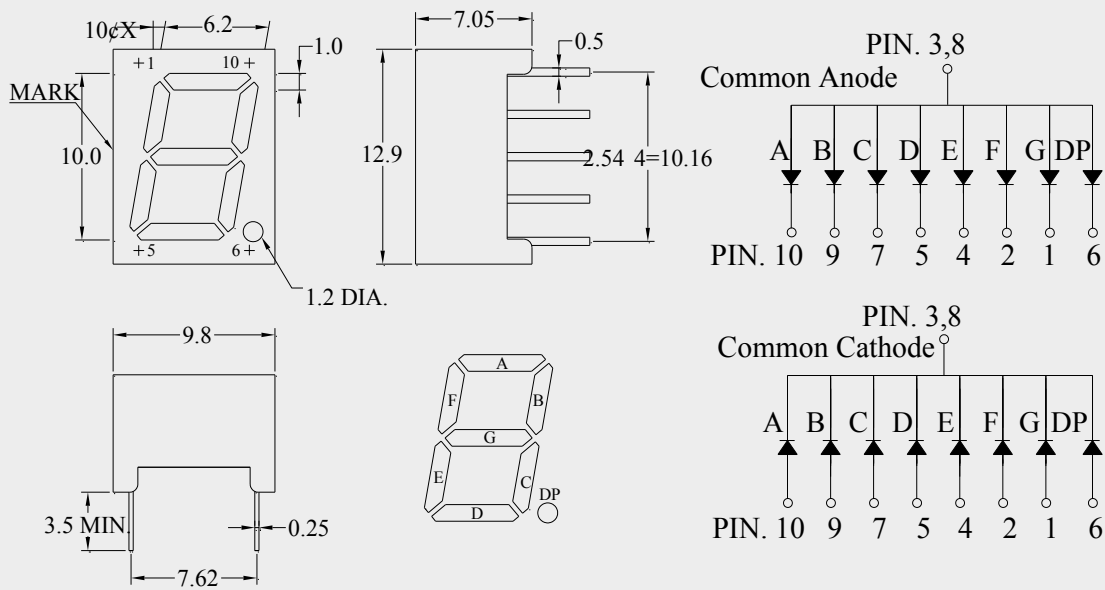 10¢X
6.2
1.0
+1
10+
MARK
10.0
+5
6+
1.2 DIA.
7.05
0.5
12.9
2.54 4=10.16
PIN. 3,8
Common Anode
A B C D E F G DP
PIN. 10 9 7 5 4 2 1 6
9.8
3.5 MIN.
0.25
7.62
A
F
B
G
E
C
D
DP
PIN. 3,8
Common Cathode
A B C D E F G DP
PIN. 10 9 7 5 4 2 1 6